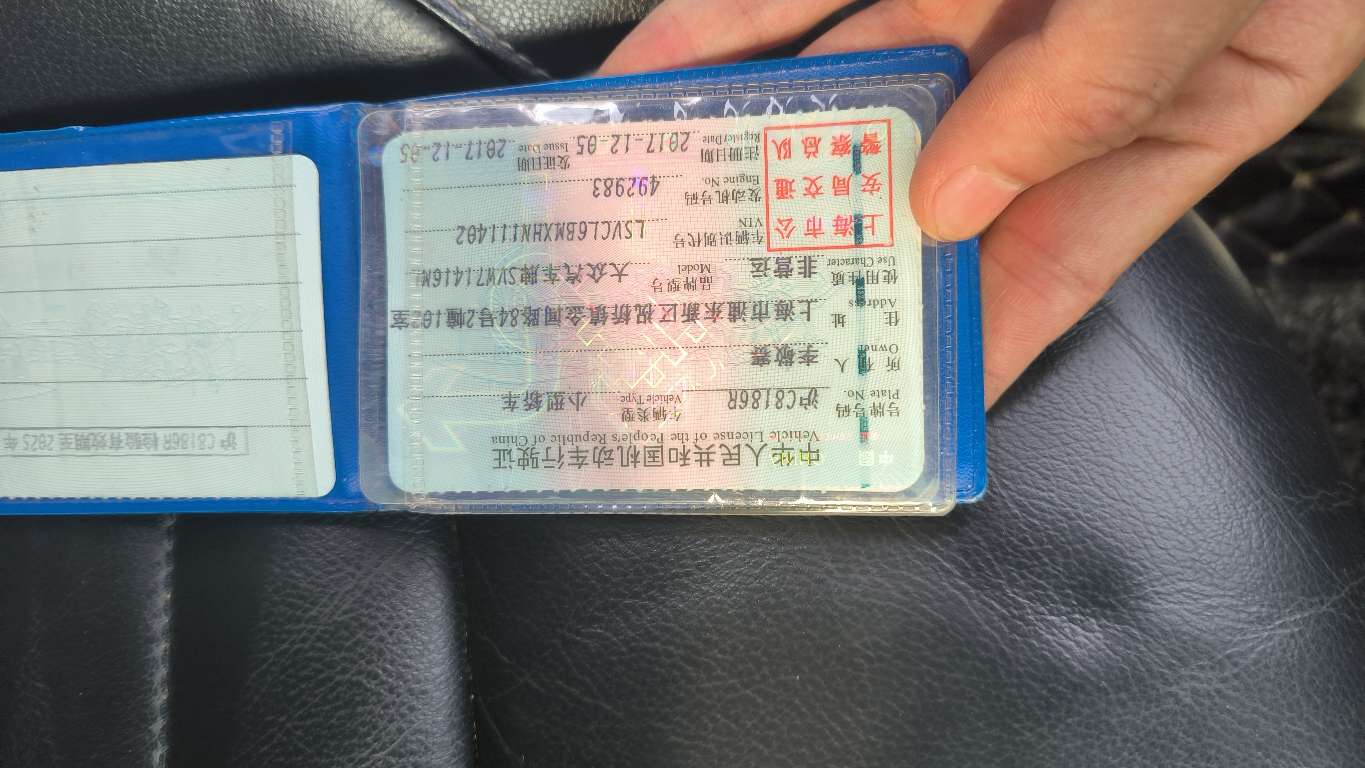 中华人民共和国机动车行驶证
Vehicle License of the People's Republic of China
号牌号码 沪C8186R 车辆类型 小型轿车
Plate No. Vehicle Type
所有人 李敬赛
Owner
住址 上海市浦东新区祝桥镇金闻路84号2幢102室
Address
使用性质 非营运 品牌型号 大众汽车牌SVW71416M
Use Character Model
上海市公
安局交通
警察总队
车辆识别代号 LSVCL6BMXHN111402
VIN
发动机号码 492983
Engine No.
注册日期 2017-12-05 发证日期 2017-12-05
Register Date Issue Date
沪C8186R 检验有效期至2025年